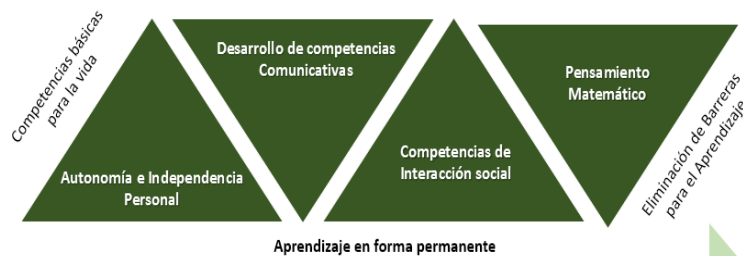 Competencias básicas
para la vida
Autonomía e Independencia
Personal
Desarrollo de competencias
Comunicativas
Competencias de
Interacción social
Pensamiento
Matemático
Eliminación de Barreras
para el Aprendizaje
Aprendizaje en forma permanente